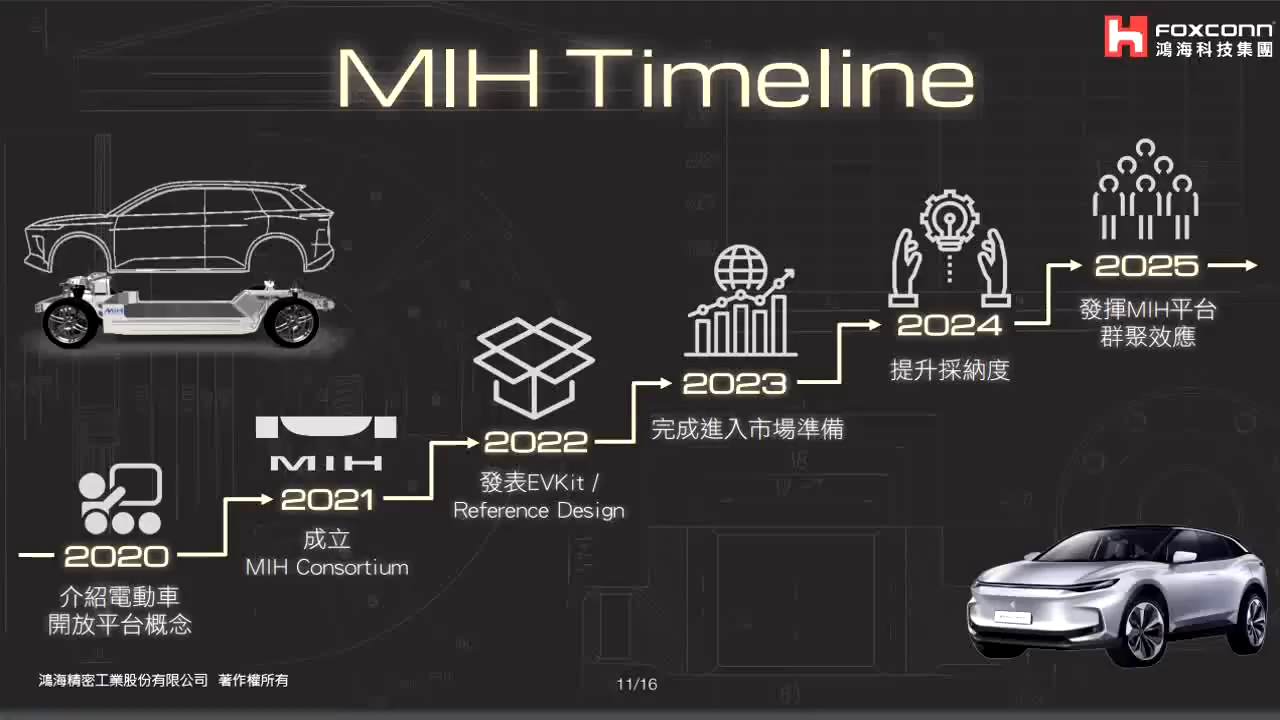 FOXCONN
鴻海科技集團
MIH Timeline
2025
發揮MIH平台
群聚效應
2024
提升採納度
2023
完成進入市場準備
2022
發表EVKit /
Reference Design
MIH
MIH
2021
成立
MIH Consortium
2020
介紹電動車
開放平台概念
鴻海精密工業股份有限公司 著作權所有
11/16